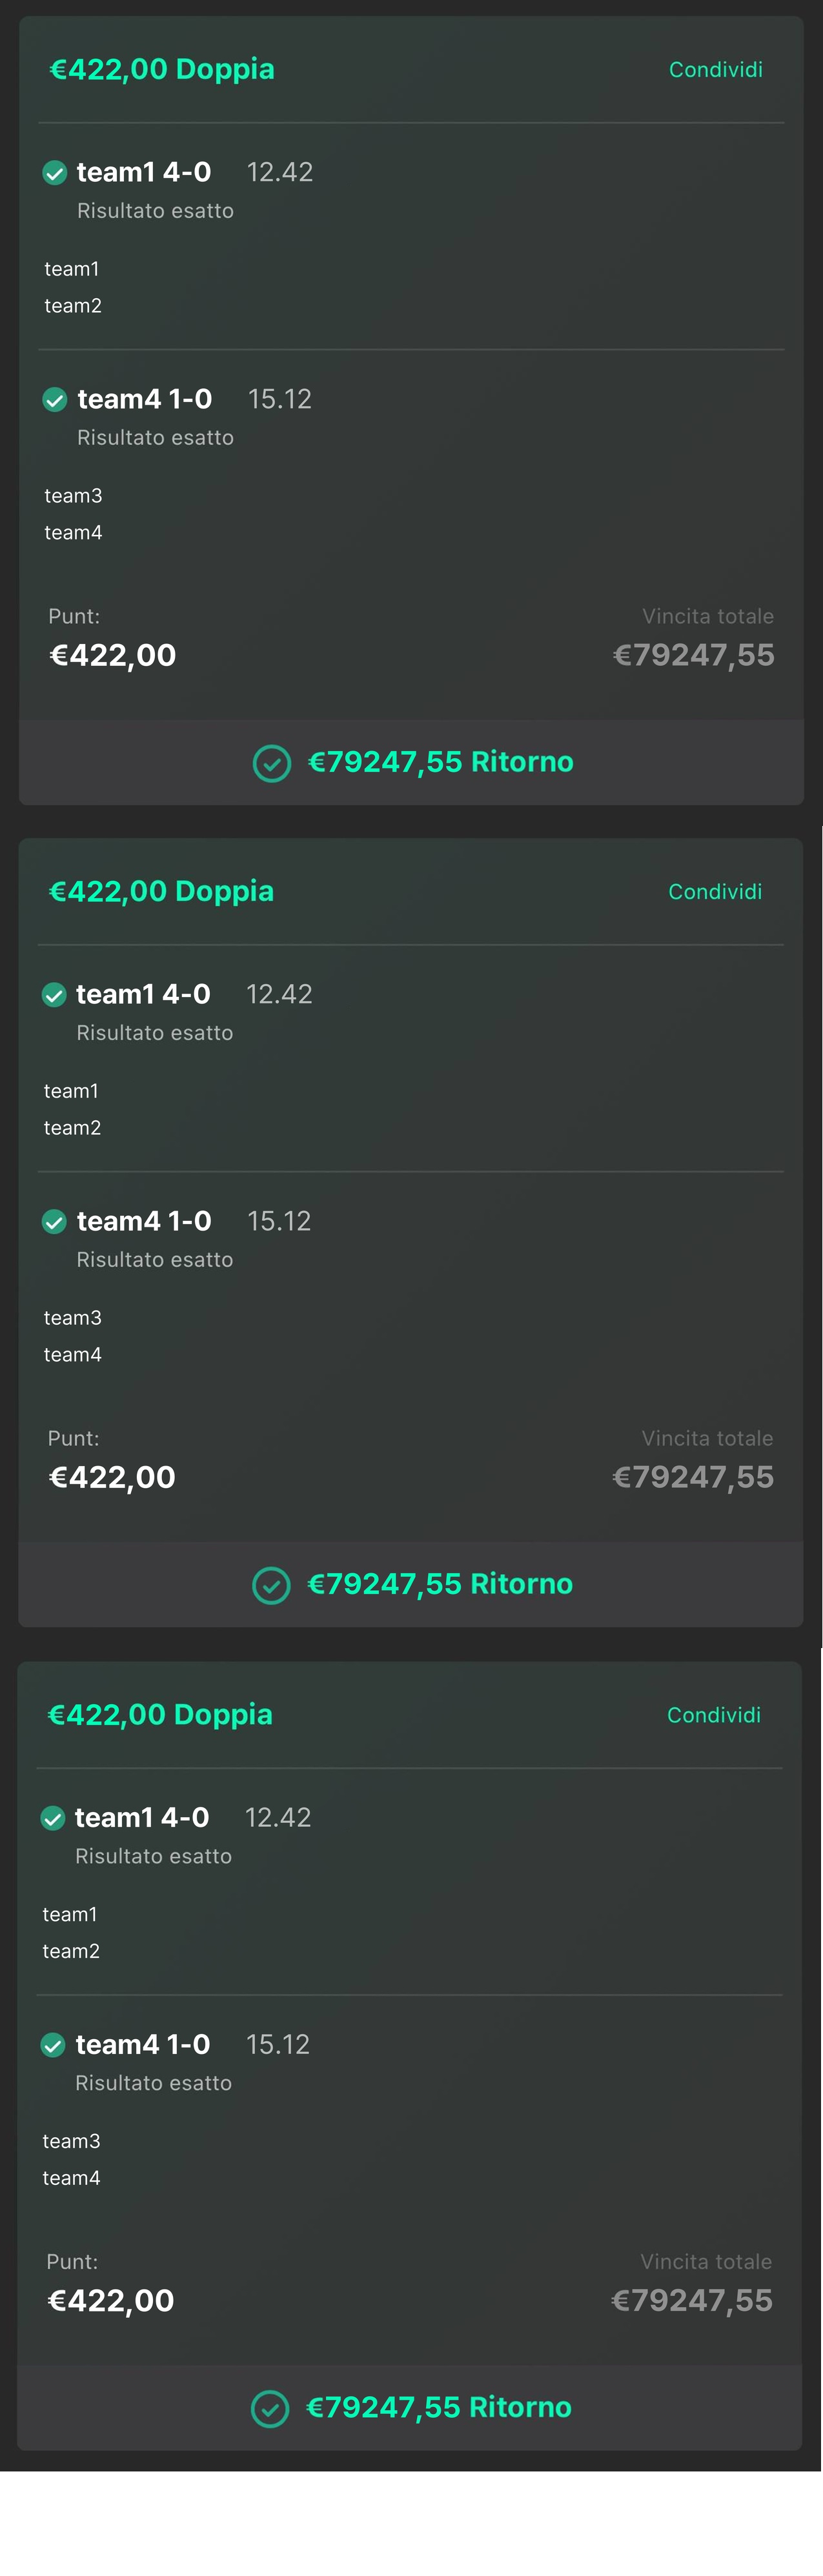 €422,00 Doppia Condividi
team1 4-0 12.42
Risultato esatto
team1
team2
team4 1-0 15.12
Risultato esatto
team3
team4
Punt: Vincita totale
€422,00 €79247,55
€79247,55 Ritorno
€422,00 Doppia Condividi
team1 4-0 12.42
Risultato esatto
team1
team2
team4 1-0 15.12
Risultato esatto
team3
team4
Punt: Vincita totale
€422,00 €79247,55
€79247,55 Ritorno
€422,00 Doppia Condividi
team1 4-0 12.42
Risultato esatto
team1
team2
team4 1-0 15.12
Risultato esatto
team3
team4
Punt: Vincita totale
€422,00 €79247,55
€79247,55 Ritorno